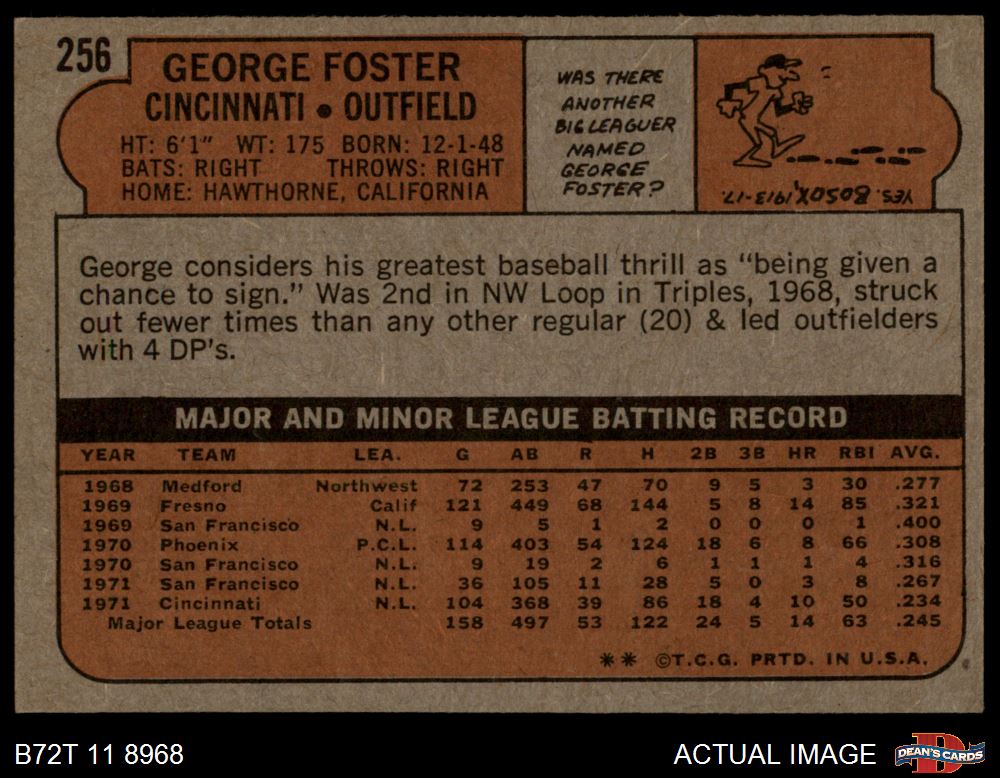 256
GEORGE FOSTER
CINCINNATI • OUTFIELD
HT: 6'1" WT: 175 BORN: 12-1-48
BATS: RIGHT THROWS: RIGHT
HOME: HAWTHORNE, CALIFORNIA
WAS THERE
ANOTHER
BIG LEAGUER
NAMED
GEORGE
FOSTER?
YES. BOSOX, 1913-17.
George considers his greatest baseball thrill as "being given a
chance to sign." Was 2nd in NW Loop in Triples, 1968, struck
out fewer times than any other regular (20) & led outfielders
with 4 DP's.
MAJOR AND MINOR LEAGUE BATTING RECORD
YEAR TEAM LEA. G AB R H 2B 3B HR RBI AVG.
1968 Medford Northwest 72 253 47 70 9 5 3 30 .277
1969 Fresno Calif 121 449 68 144 5 8 14 85 .321
1969 San Francisco N.L. 9 5 1 2 0 0 0 1 .400
1970 Phoenix P.C.L. 114 403 54 124 18 6 8 66 .308
1970 San Francisco N.L. 9 19 2 6 1 1 1 4 .316
1971 San Francisco N.L. 36 105 11 28 5 0 3 8 .267
1971 Cincinnati N.L. 104 368 39 86 18 4 10 50 .234
Major League Totals 158 497 53 122 24 5 14 63 .245
** ©T.C.G. PRTD. IN U.S.A.
B72T 11 8968
ACTUAL IMAGE
D
DEAN'S CARDS